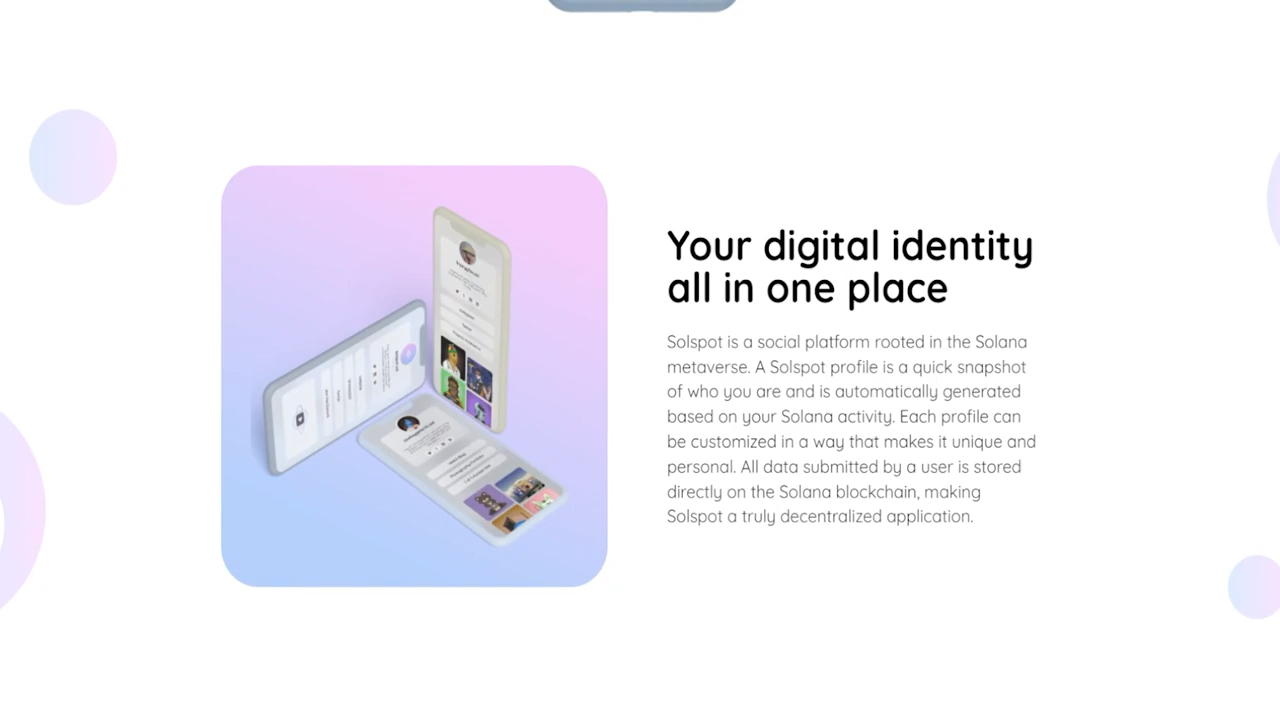 Your digital identity
all in one place
Solspot is a social platform rooted in the Solana
metaverse. A Solspot profile is a quick snapshot
of who you are and is automatically generated
based on your Solana activity. Each profile can
be customized in a way that makes it unique and
personal. All data submitted by a user is stored
directly on the Solana blockchain, making
Solspot a truly decentralized application.